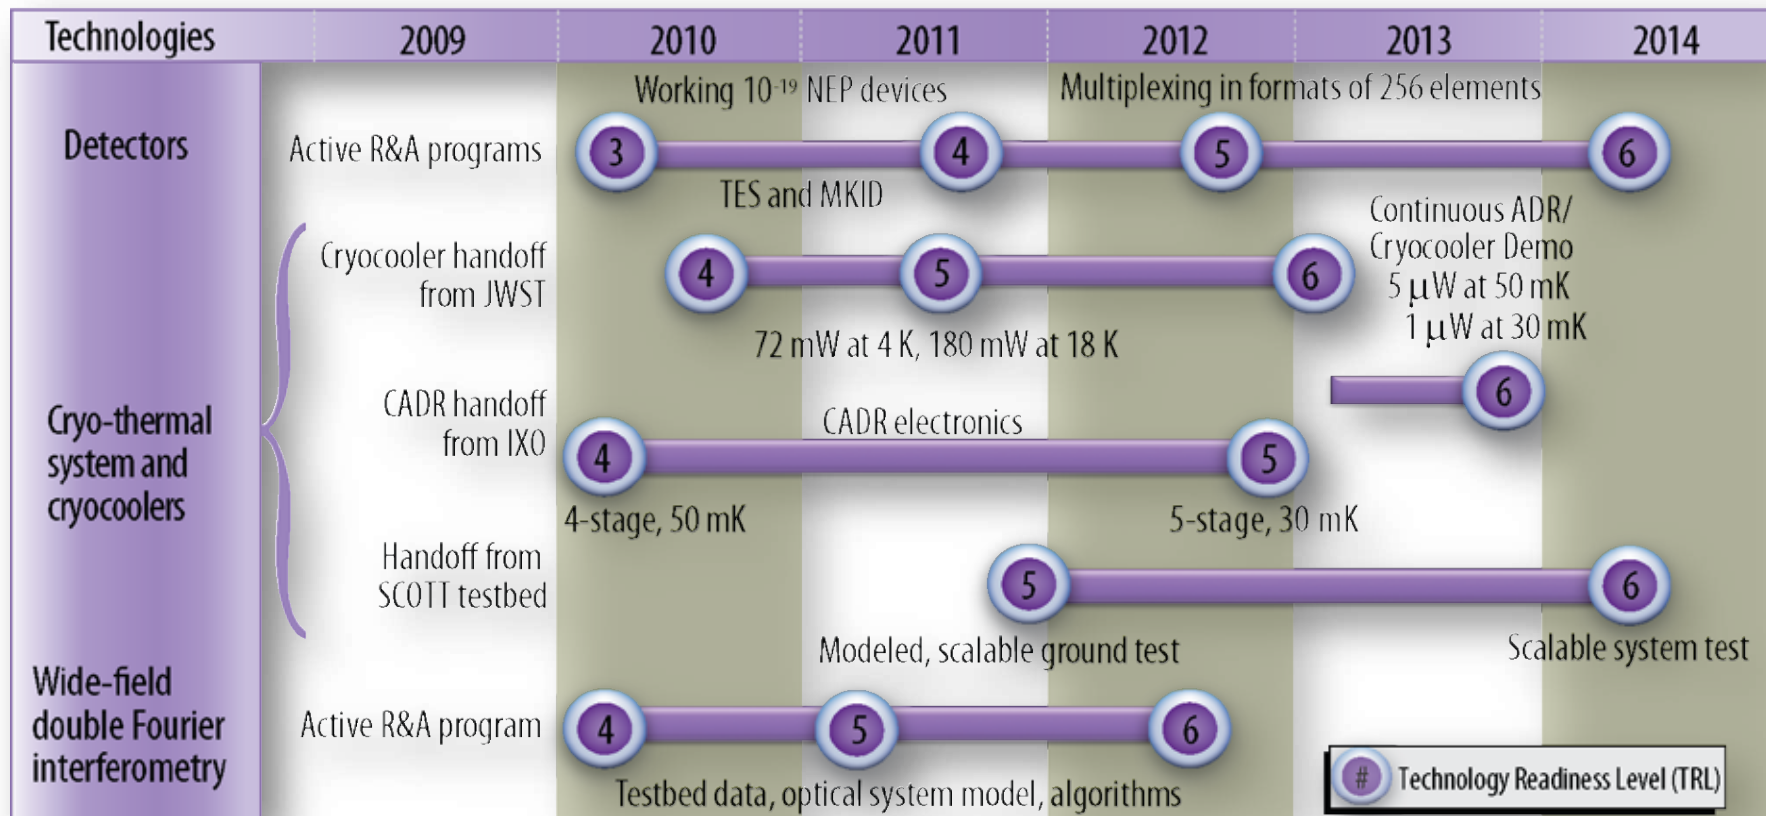 Technologies 2009 2010 2011 2012 2013 2014
Working 10⁻¹⁹ NEP devices
Multiplexing in formats of 256 elements
Detectors
Active R&A programs
3 4 5 6
TES and MKID
Continuous ADR/
Cryocooler Demo
5 μW at 50 mK
1 μW at 30 mK
Cryocooler handoff
from JWST
4 5 6
72 mW at 4 K, 180 mW at 18 K
6
Cryo-thermal
system and
cryocoolers
CADR handoff
from IXO
CADR electronics
4 5
4-stage, 50 mK
5-stage, 30 mK
Handoff from
SCOTT testbed
5 6
Modeled, scalable ground test
Scalable system test
Wide-field
double Fourier
interferometry
Active R&A program
4 5 6
Testbed data, optical system model, algorithms
# Technology Readiness Level (TRL)